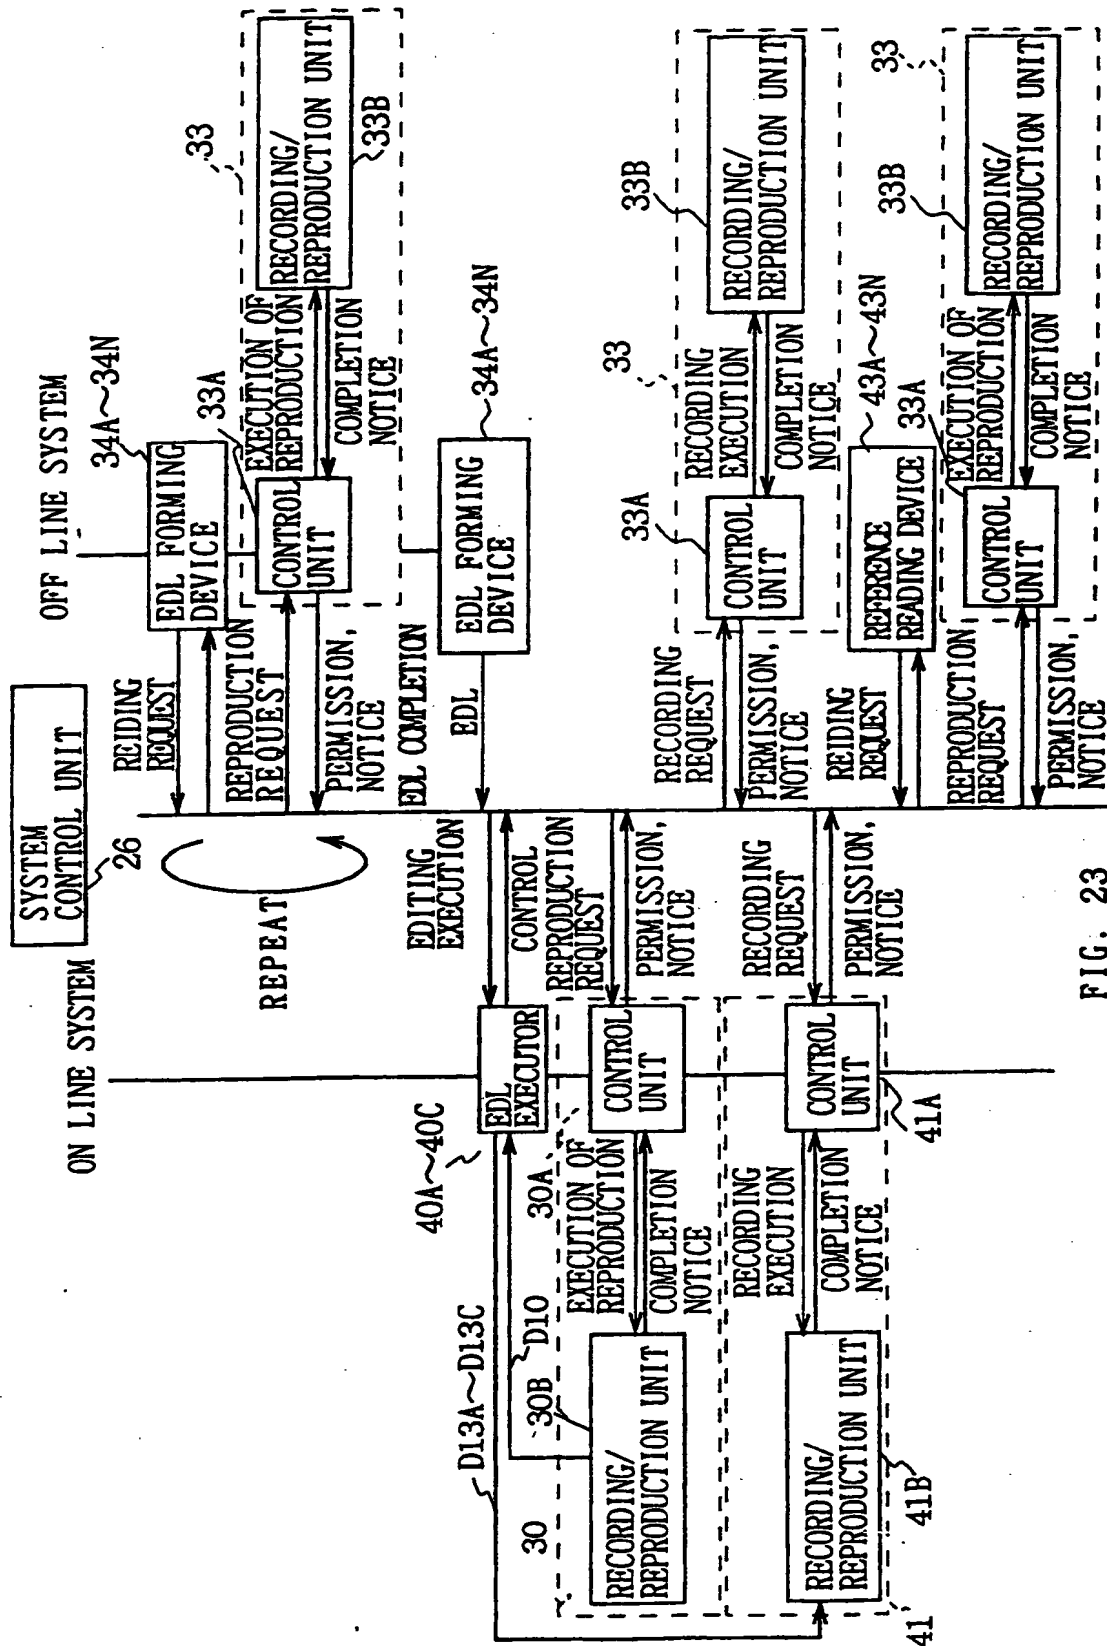 ON LINE SYSTEM
SYSTEM
CONTROL UNIT
26
OFF LINE SYSTEM
REPEAT
REIDING
REQUEST
EDL FORMING
DEVICE
34A~34N
REPRODUCTION
REQUEST
PERMISSION,
NOTICE
CONTROL
UNIT
33A
EXECUTION OF
REPRODUCTION
COMPLETION
NOTICE
RECORDING/
REPRODUCTION UNIT
33B
33
EDL COMPLETION
EDL
EDL FORMING
DEVICE
34A~34N
EDITING
EXECUTION
CONTROL
EDL
EXECUTOR
40A~40C
D13A~D13C
D10
REPRODUCTION
REQUEST
PERMISSION,
NOTICE
CONTROL
UNIT
30A
EXECUTION OF
REPRODUCTION
COMPLETION
NOTICE
30B
RECORDING/
REPRODUCTION UNIT
30
RECORDING
REQUEST
PERMISSION,
NOTICE
CONTROL
UNIT
33A
RECORDING
EXECUTION
COMPLETION
NOTICE
RECORDING/
REPRODUCTION UNIT
33B
33
RECORDING
REQUEST
PERMISSION,
NOTICE
CONTROL
UNIT
41A
RECORDING
EXECUTION
COMPLETION
NOTICE
RECORDING/
REPRODUCTION UNIT
41B
41
REIDING
REQUEST
REFERENCE
READING DEVICE
43A~43N
REPRODUCTION
REQUEST
PERMISSION,
NOTICE
CONTROL
UNIT
33A
EXECUTION OF
REPRODUCTION
COMPLETION
NOTICE
RECORDING/
REPRODUCTION UNIT
33B
33
FIG. 23